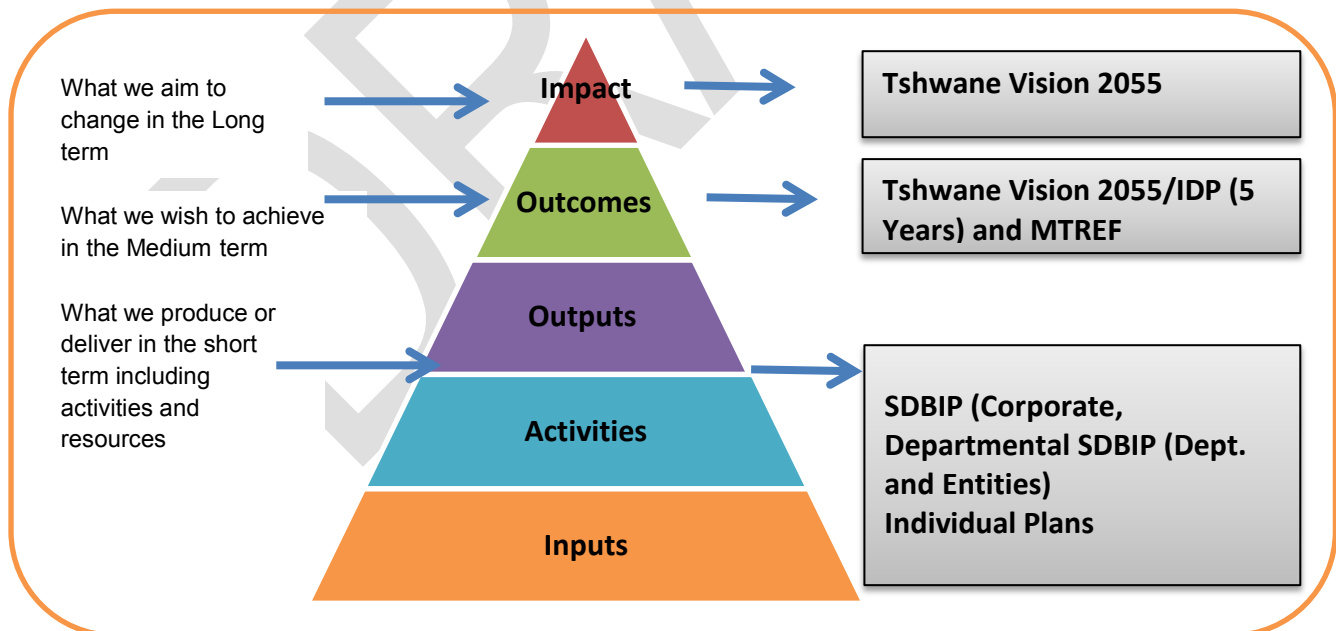 What we aim to
change in the Long
term
What we wish to achieve
in the Medium term
What we produce or
deliver in the short
term including
activities and
resources
Impact
Outcomes
Outputs
Activities
Inputs
Tshwane Vision 2055
Tshwane Vision 2055/IDP (5
Years) and MTREF
SDBIP (Corporate,
Departmental SDBIP (Dept.
and Entities)
Individual Plans